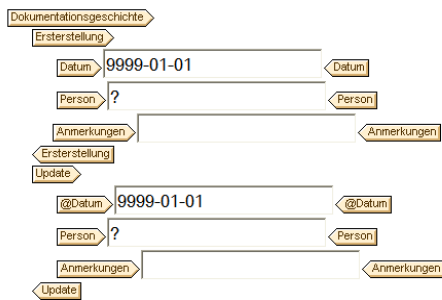 Dokumentationsgeschichte
Ersterstellung
Datum 9999-01-01 Datum
Person ? Person
Anmerkungen Anmerkungen
Ersterstellung
Update
@Datum 9999-01-01 @Datum
Person ? Person
Anmerkungen Anmerkungen
Update